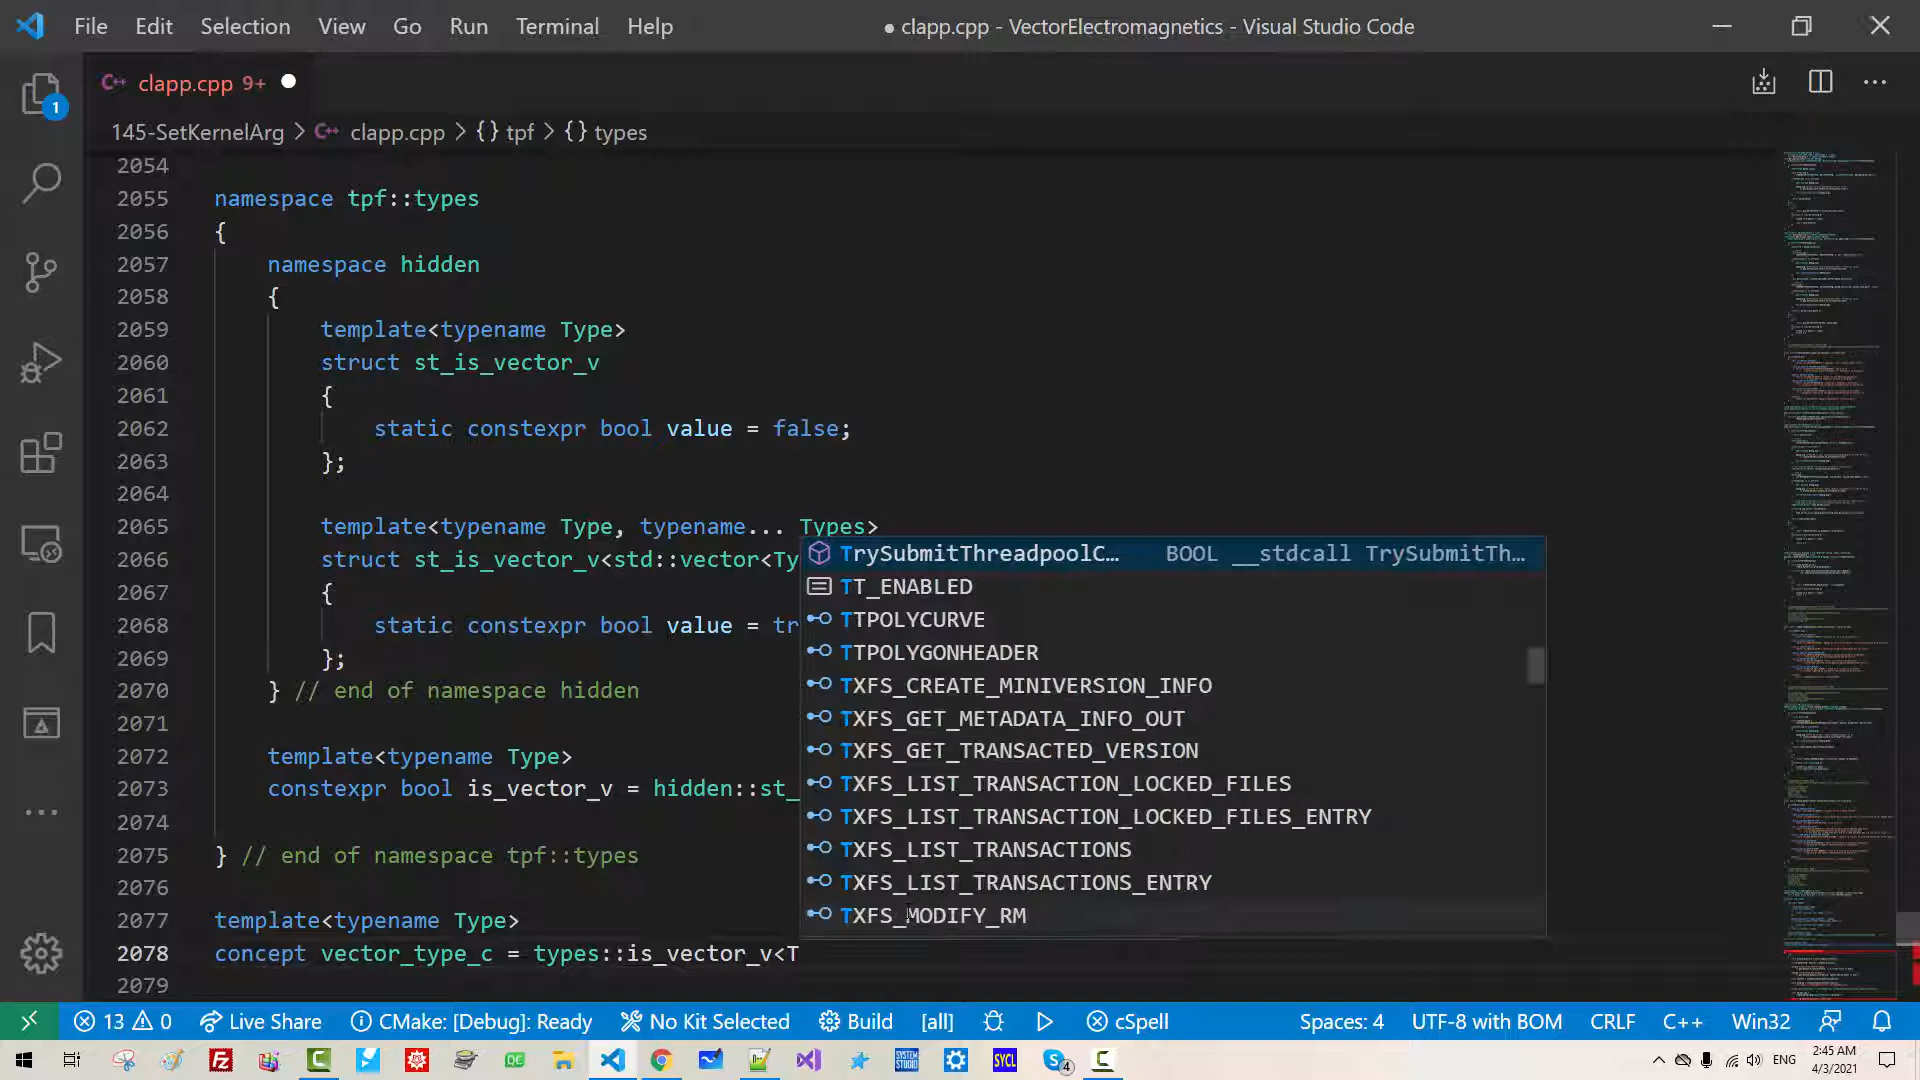 File Edit Selection View Go Run Terminal Help
● clapp.cpp - VectorElectromagnetics - Visual Studio Code
C++ clapp.cpp 9+
1
145-SetKernelArg > C++ clapp.cpp > {} tpf > {} types
2054
2055 namespace tpf::types
2056 {
2057 namespace hidden
2058 {
2059 template<typename Type>
2060 struct st_is_vector_v
2061 {
2062 static constexpr bool value = false;
2063 };
2064
2065 template<typename Type, typename... Types>
2066 struct st_is_vector_v<std::vector<Ty
2067 {
2068 static constexpr bool value = tr
2069 };
2070 } // end of namespace hidden
2071
2072 template<typename Type>
2073 constexpr bool is_vector_v = hidden::st_
2074
2075 } // end of namespace tpf::types
2076
2077 template<typename Type>
2078 concept vector_type_c = types::is_vector_v<T
2079
TrySubmitThreadpoolC… BOOL __stdcall TrySubmitTh…
TT_ENABLED
TTPOLYCURVE
TTPOLYGONHEADER
TXFS_CREATE_MINIVERSION_INFO
TXFS_GET_METADATA_INFO_OUT
TXFS_GET_TRANSACTED_VERSION
TXFS_LIST_TRANSACTION_LOCKED_FILES
TXFS_LIST_TRANSACTION_LOCKED_FILES_ENTRY
TXFS_LIST_TRANSACTIONS
TXFS_LIST_TRANSACTIONS_ENTRY
TXFS_MODIFY_RM
13 0 Live Share CMake: [Debug]: Ready No Kit Selected Build [all] cSpell Spaces: 4 UTF-8 with BOM CRLF C++ Win32
QC SYSTEM STUDIO SYCL 4 ENG 2:45 AM
4/3/2021